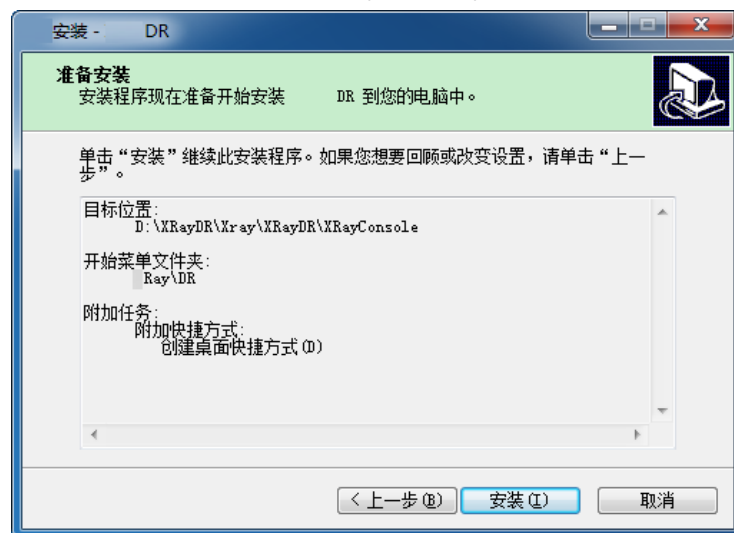 安装 - DR
准备安装
安装程序现在准备开始安装 DR 到您的电脑中。
单击“安装”继续此安装程序。如果您想要回顾或改变设置，请单击“上一
步”。
目标位置:
D:\XRayDR\Xray\XRayDR\XRayConsole
开始菜单文件夹:
Ray\DR
附加任务:
附加快捷方式:
创建桌面快捷方式(D)
< 上一步(B)
安装(I)
取消